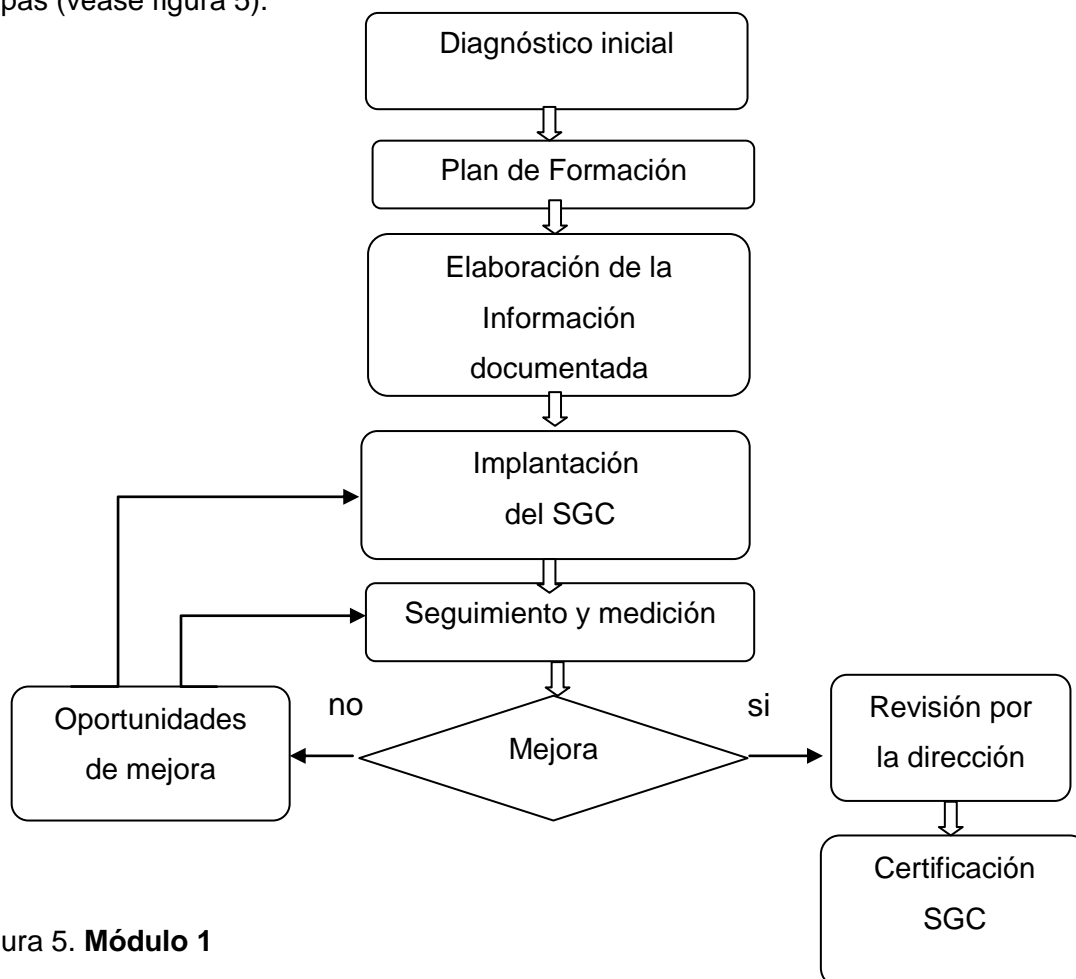 pas (véase figura 5).
Diagnóstico inicial
Plan de Formación
Elaboración de la
Información
documentada
Implantación
del SGC
Seguimiento y medición
no
si
Oportunidades
de mejora
Mejora
Revisión por
la dirección
Certificación
SGC
ura 5. Módulo 1